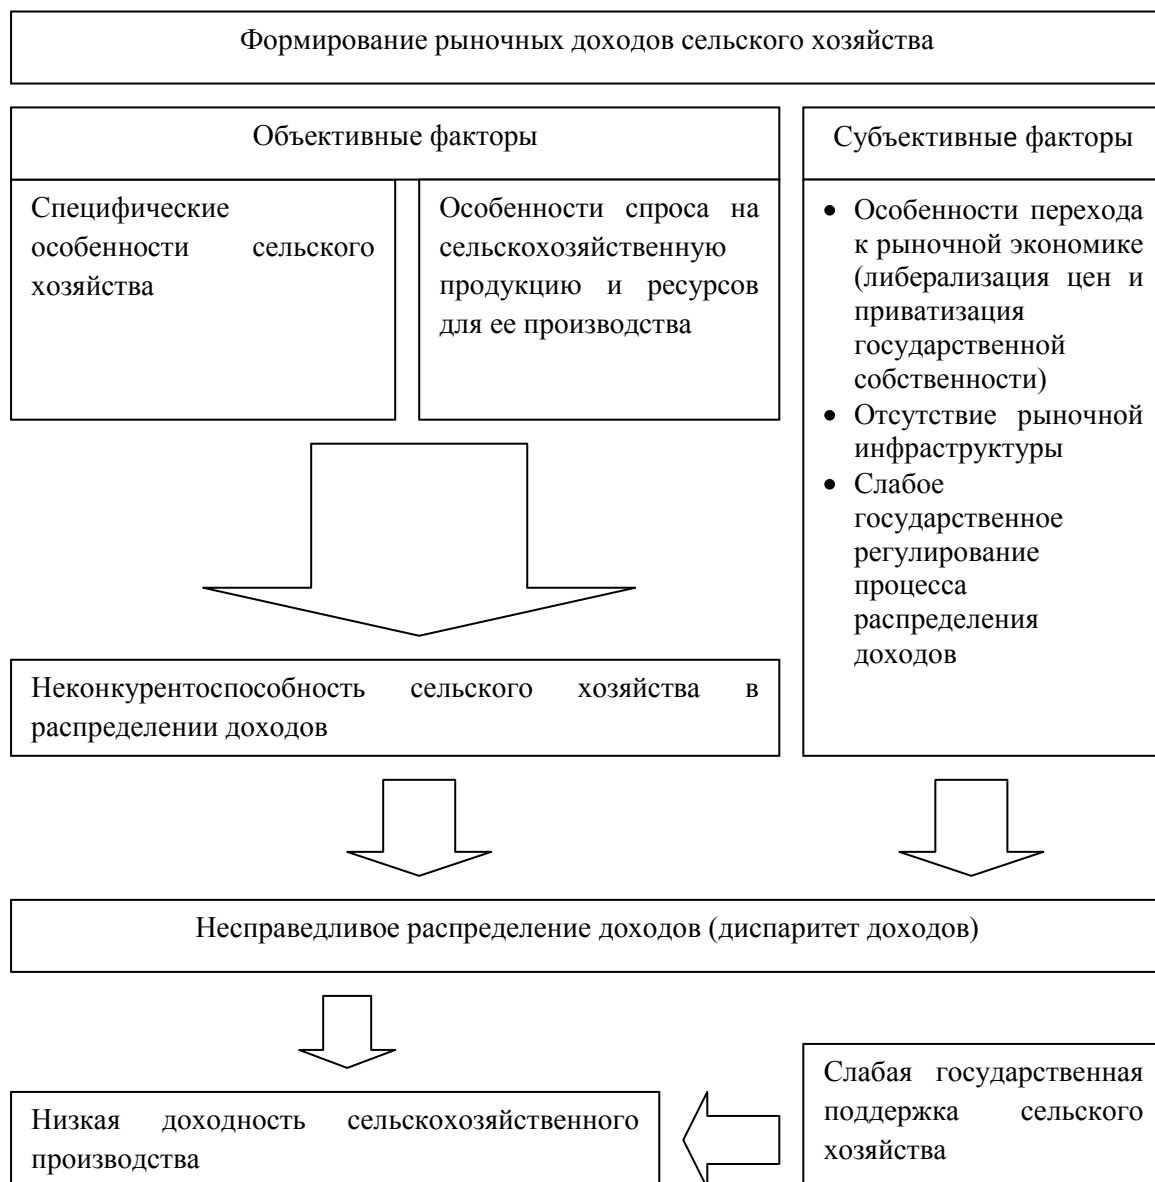 Формирование рыночных доходов сельского хозяйства
Объективные факторы
Специфические
особенности сельского
хозяйства
Особенности спроса на
сельскохозяйственную
продукцию и ресурсов
для ее производства
Субъективные факторы
• Особенности перехода
к рыночной экономике
(либерализация цен и
приватизация
государственной
собственности)
• Отсутствие рыночной
инфраструктуры
• Слабое
государственное
регулирование
процесса
распределения
доходов
Неконкурентоспособность сельского хозяйства в
распределении доходов
Несправедливое распределение доходов (диспаритет доходов)
Низкая доходность сельскохозяйственного
производства
Слабая государственная
поддержка сельского
хозяйства